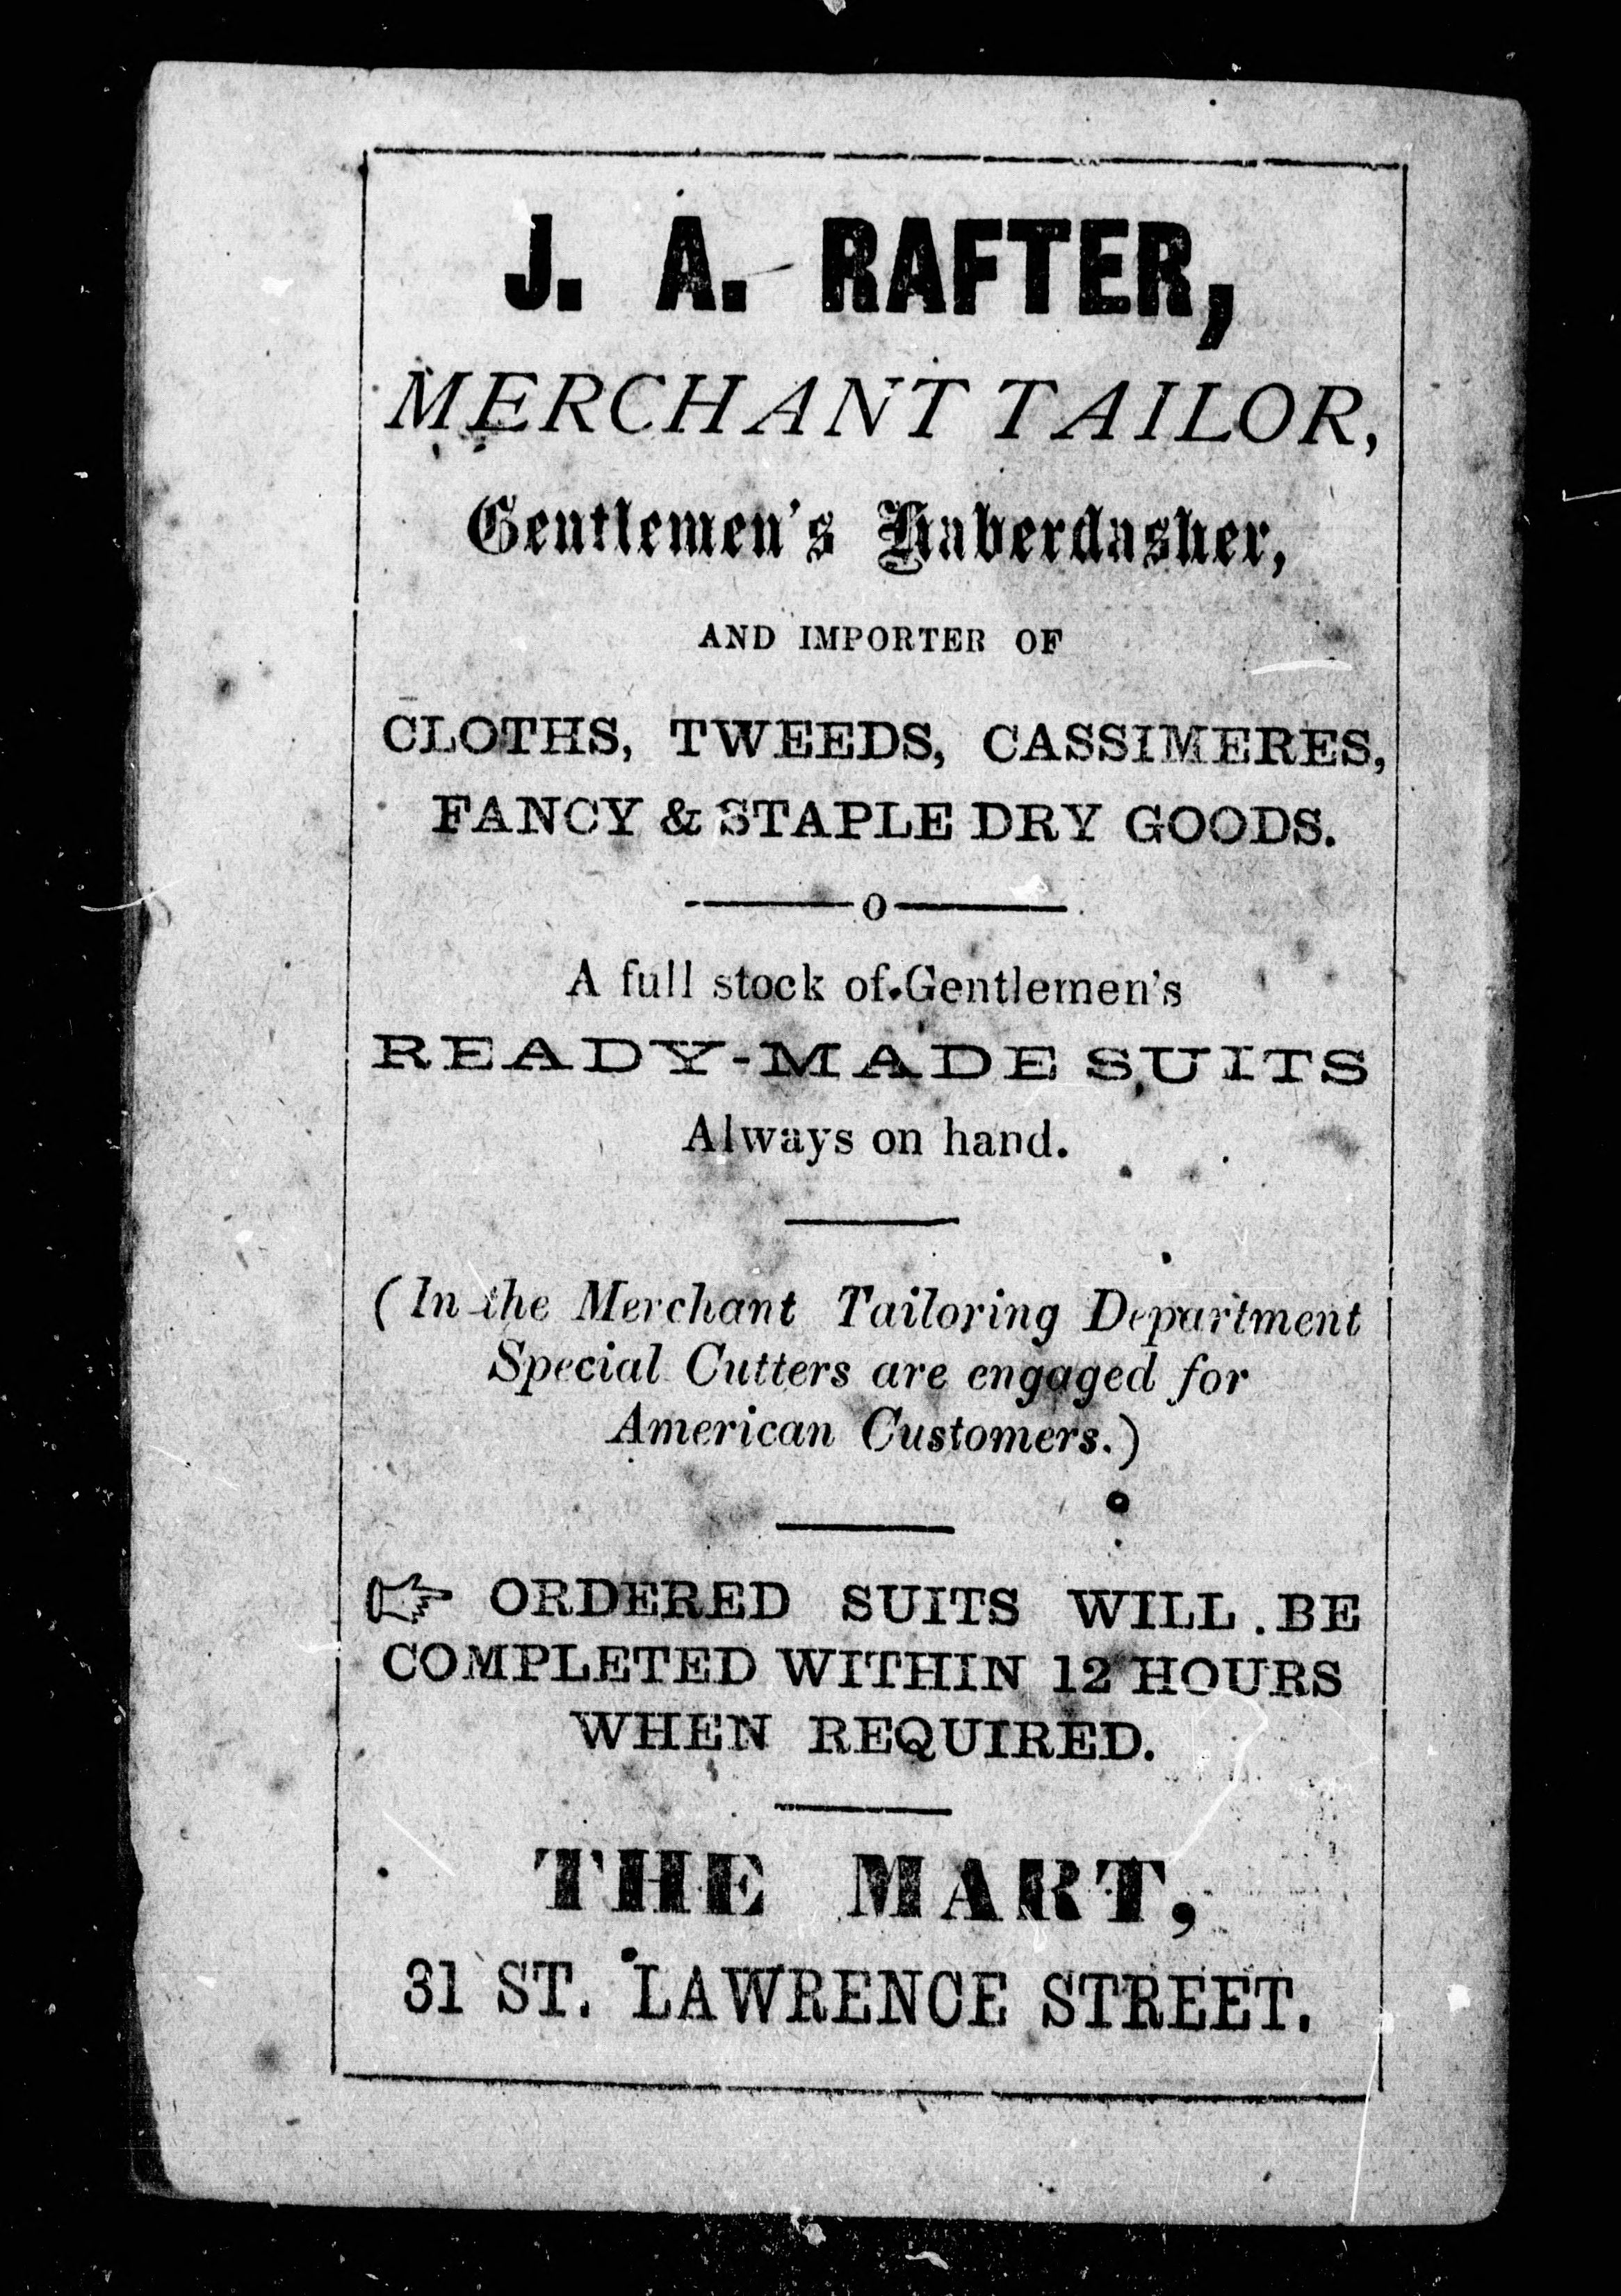 J. A. RAFTER,
MERCHANT TAILOR,
Gentlemen's Haberdasher,
AND IMPORTER OF
CLOTHS, TWEEDS, CASSIMERES,
FANCY & STAPLE DRY GOODS.
O
A full stock of Gentlemen's
READY-MADE SUITS
Always on hand.
(In the Merchant Tailoring Department
Special Cutters are engaged for
American Customers.)
☞ ORDERED SUITS WILL BE
COMPLETED WITHIN 12 HOURS
WHEN REQUIRED.
THE MART,
31 ST. LAWRENCE STREET.